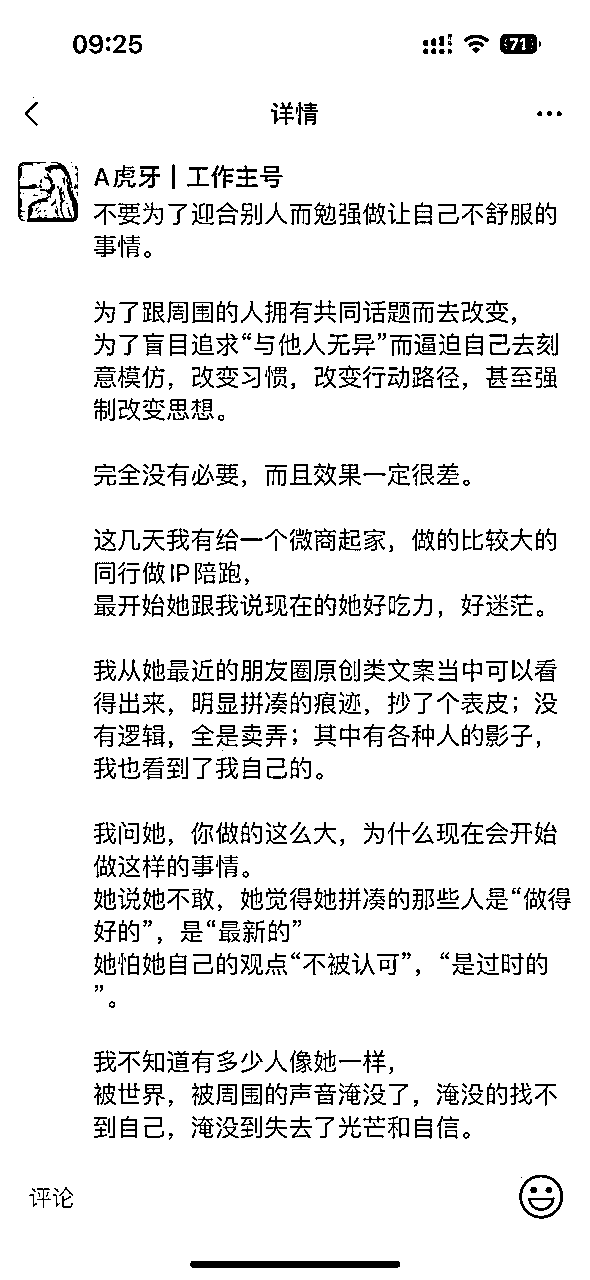 09:25
71
详情
A虎牙 | 工作主号
不要为了迎合别人而勉强做让自己不舒服的
事情。
为了跟周围的人拥有共同话题而去改变，
为了盲目追求“与他人无异”而逼迫自己去刻
意模仿，改变习惯，改变行动路径，甚至强
制改变思想。
完全没有必要，而且效果一定很差。
这几天我有给一个微商起家，做的比较大的
同行做IP陪跑，
最开始她跟我说现在的她好吃力，好迷茫。
我从她最近的朋友圈原创类文案当中可以看
得出来，明显拼凑的痕迹，抄了个表皮；没
有逻辑，全是卖弄；其中有各种人的影子，
我也看到了我自己的。
我问她，你做的这么大，为什么现在会开始
做这样的事情。
她说她不敢，她觉得她拼凑的那些人是“做得
好的”，是“最新的”
她怕她自己的观点“不被认可”，“是过时的
”。
我不知道有多少人像她一样，
被世界，被周围的声音淹没了，淹没的找不
到自己，淹没到失去了光芒和自信。
评论